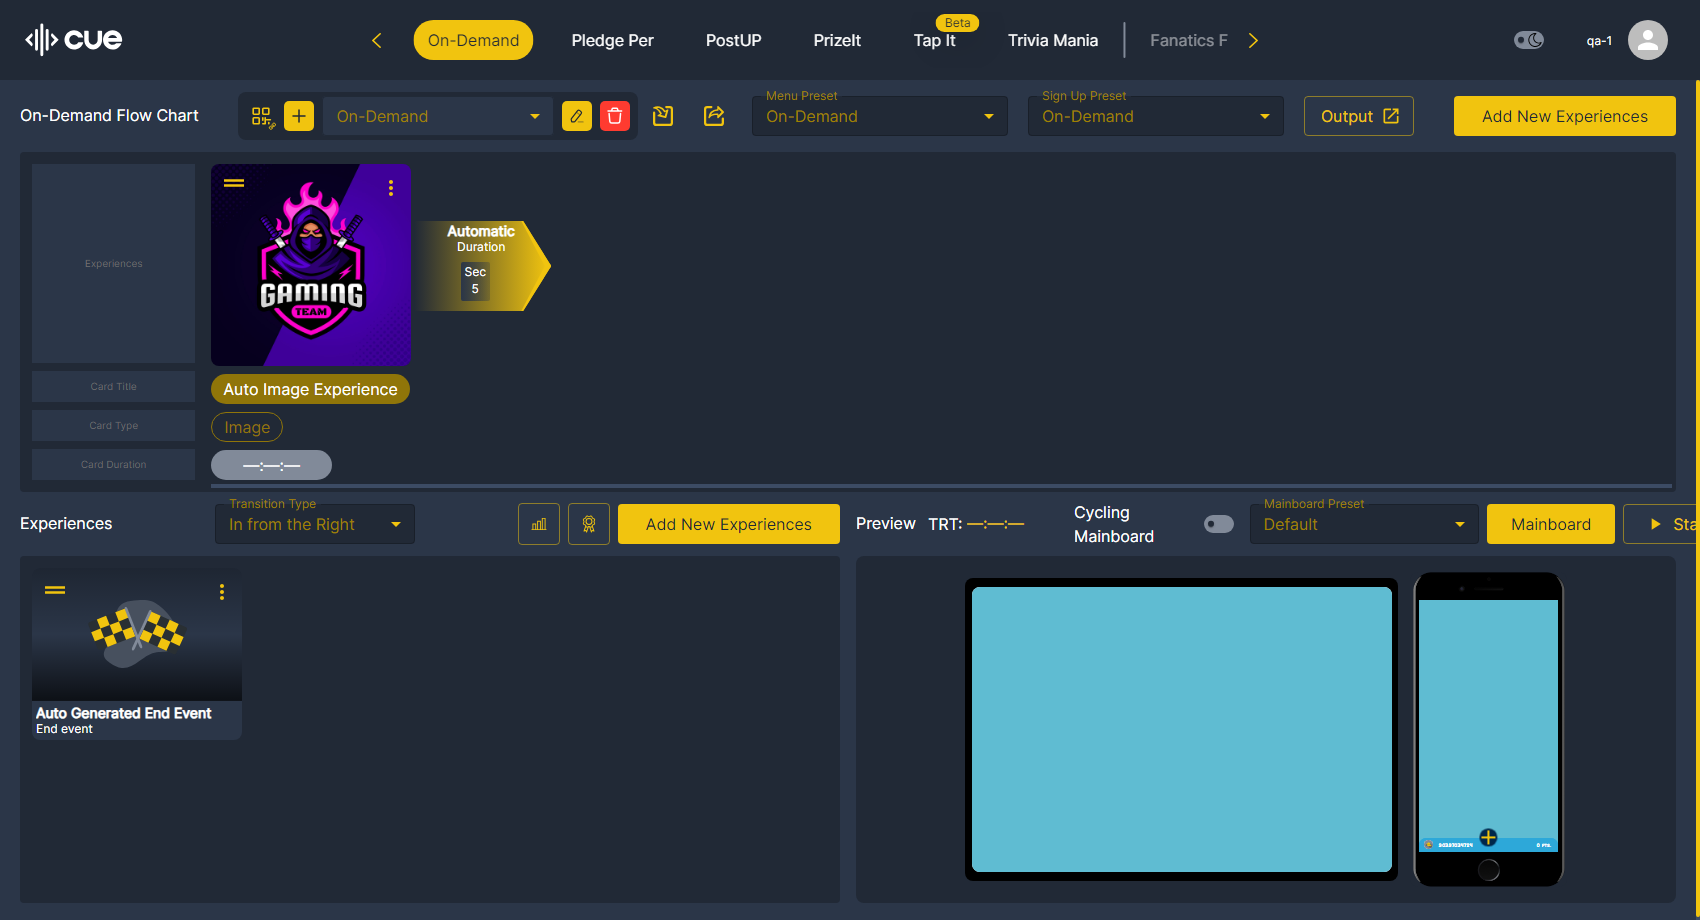 cue
On-Demand
Pledge Per
PostUP
PrizeIt
Beta
Tap It
Trivia Mania
Fanatics F
qa-1
On-Demand Flow Chart
On-Demand
Menu Preset
On-Demand
Sign Up Preset
On-Demand
Output
Add New Experiences
Experiences
GAMING
TEAM
Automatic
Duration
Sec
5
Card Title
Auto Image Experience
Card Type
Image
Card Duration
—:—:—
Experiences
Transition Type
In from the Right
Add New Experiences
Preview
TRT: —:—:—
Cycling
Mainboard
Mainboard Preset
Default
Mainboard
Sta
Auto Generated End Event
End event
0 PTS.